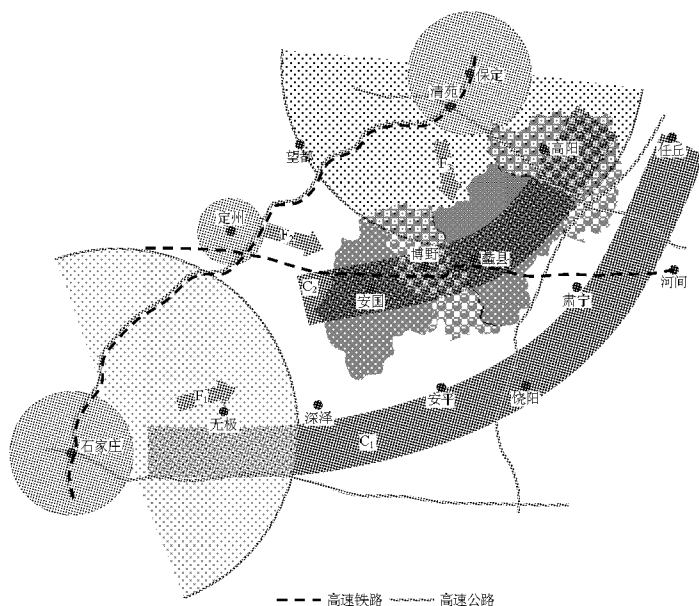 保定
清苑
高阳
任丘
望都
F
定州
F
博野
蠡县
河间
C₂
安国
肃宁
F₁
无极
深泽
安平
饶阳
石家庄
C₁
高速铁路 高速公路